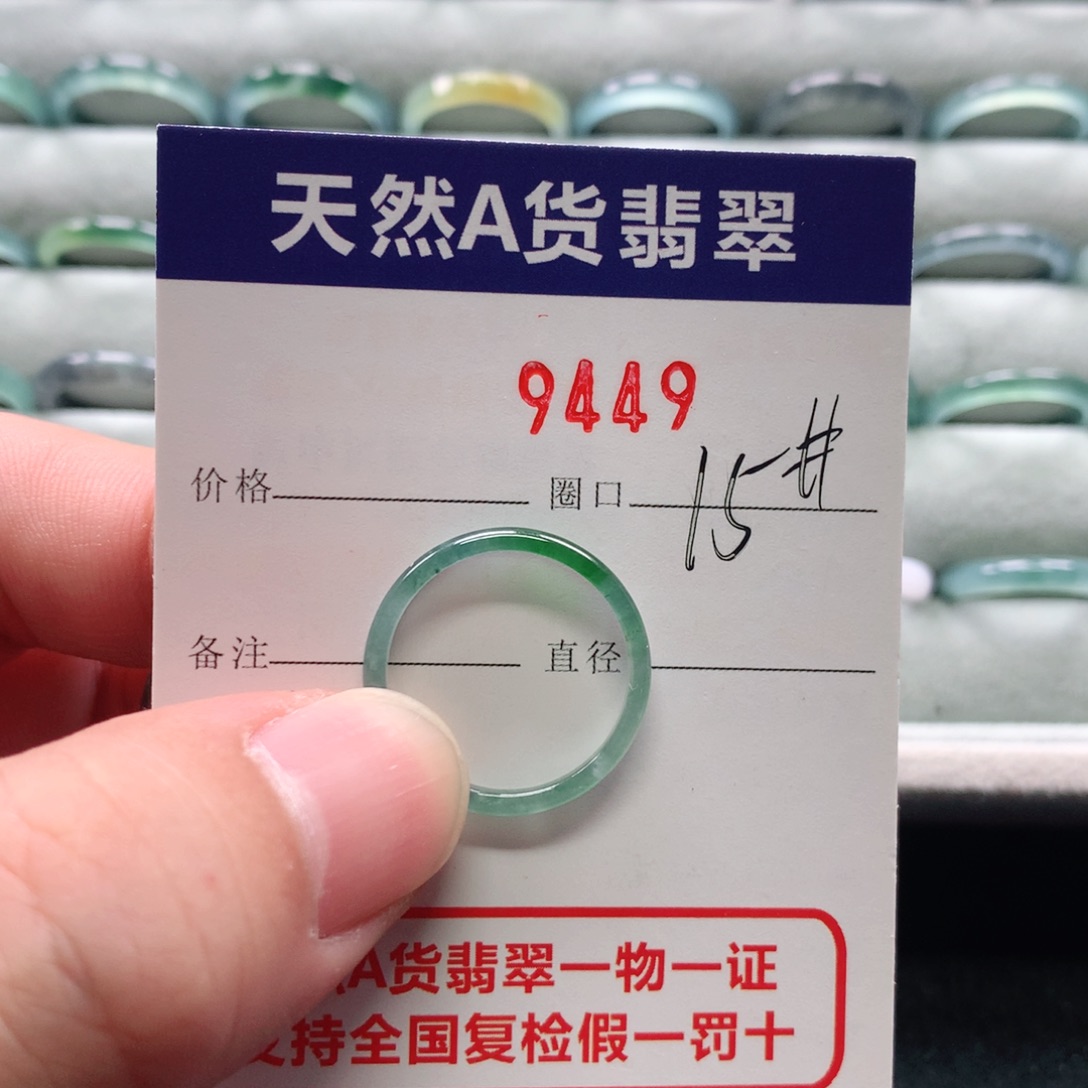 天然A货翡翠
9449
价格 圈口 15#
备注 直径
A货翡翠一物一证
支持全国复检假一罚十